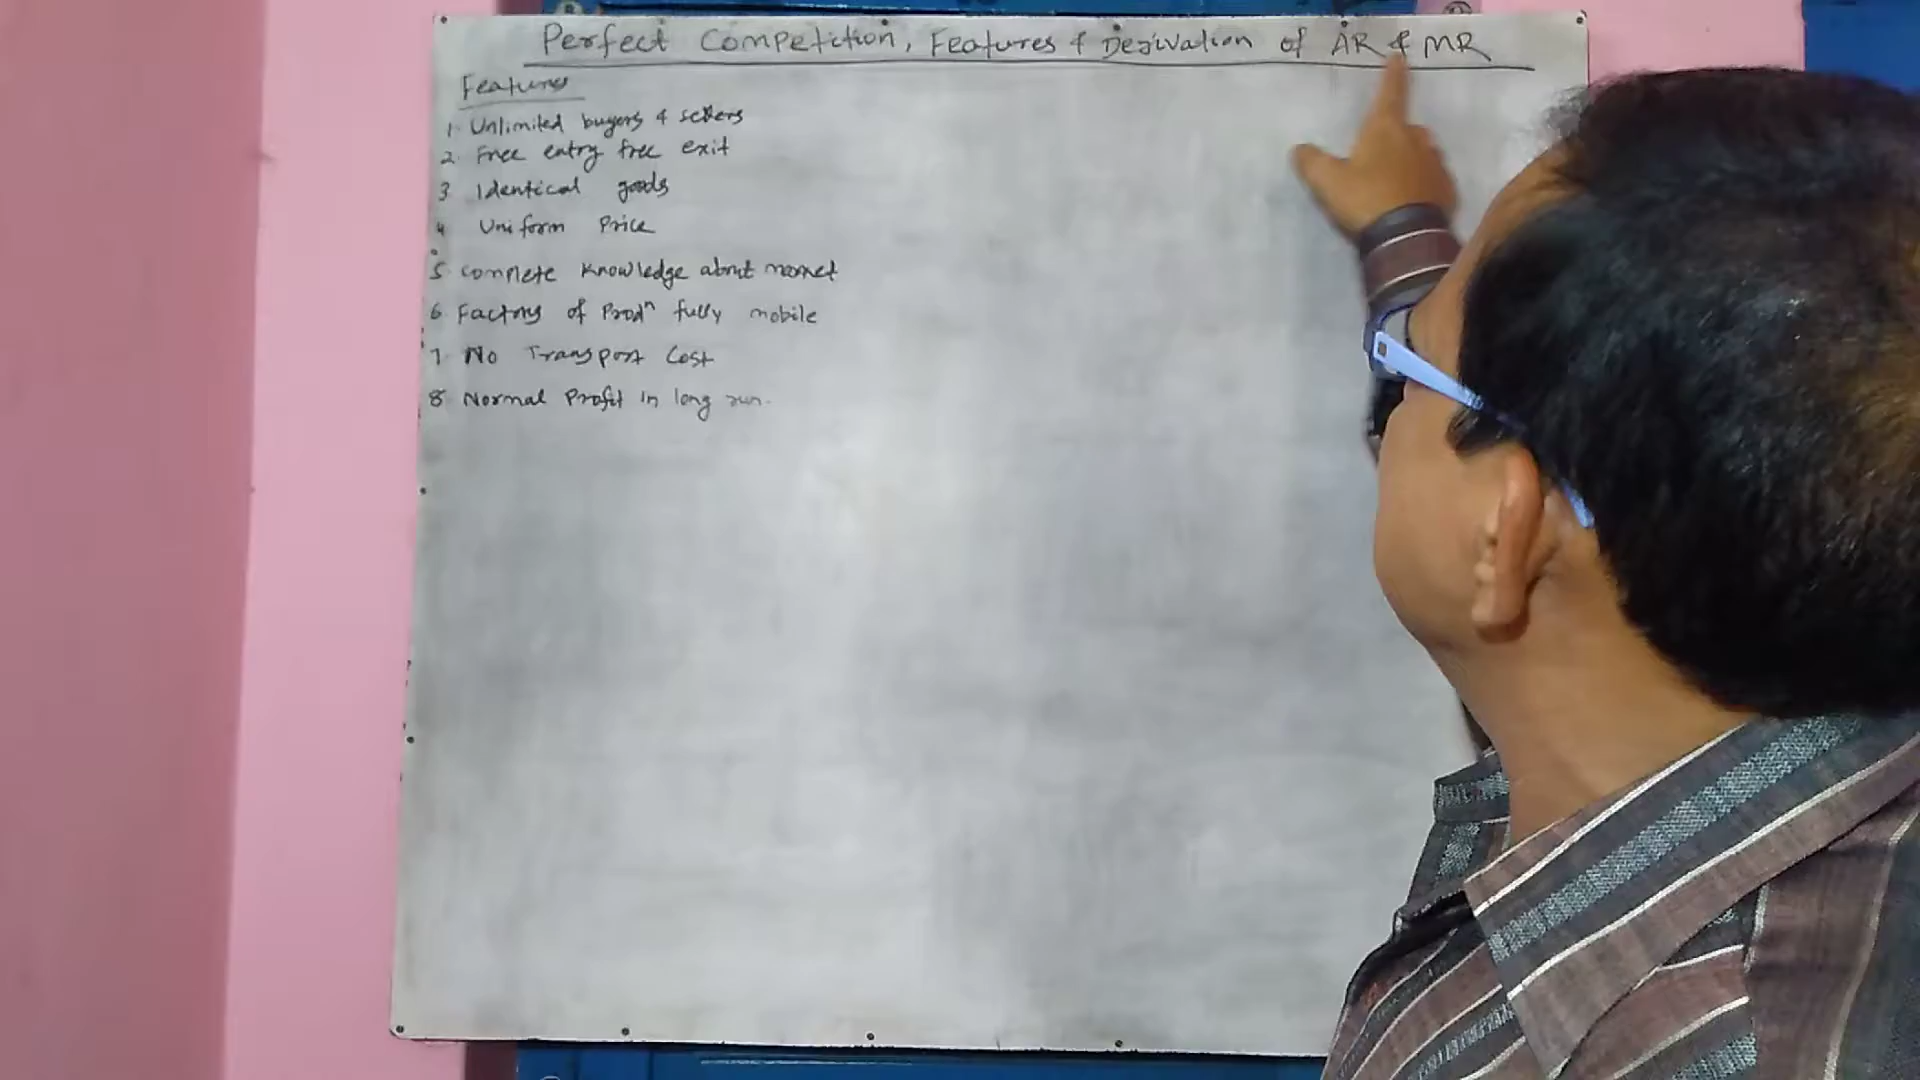 Perfect Competition, Features & Derivation of AR & MR
Features
1. Unlimited buyers & sellers
2. Free entry free exit
3 Identical goods
4 Uniform Price
5 Complete Knowledge about market
6 Factors of Prodⁿ fully mobile
7 No Transport Cost
8 Normal Profit in long run.